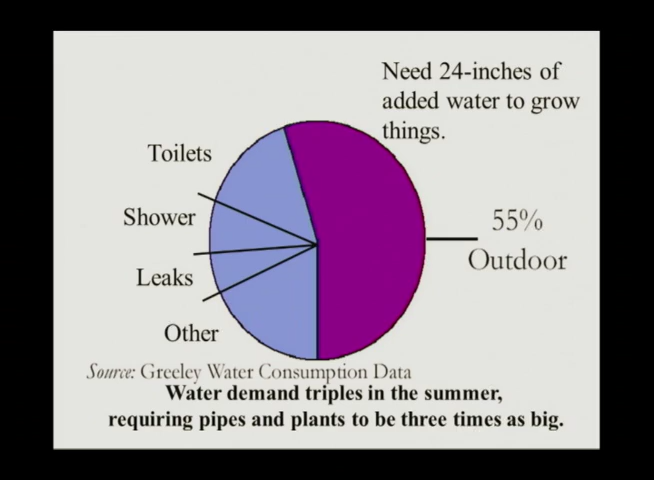 Need 24-inches of
added water to grow
things.
Toilets
Shower
Leaks
Other
55%
Outdoor
Source: Greeley Water Consumption Data
Water demand triples in the summer,
requiring pipes and plants to be three times as big.